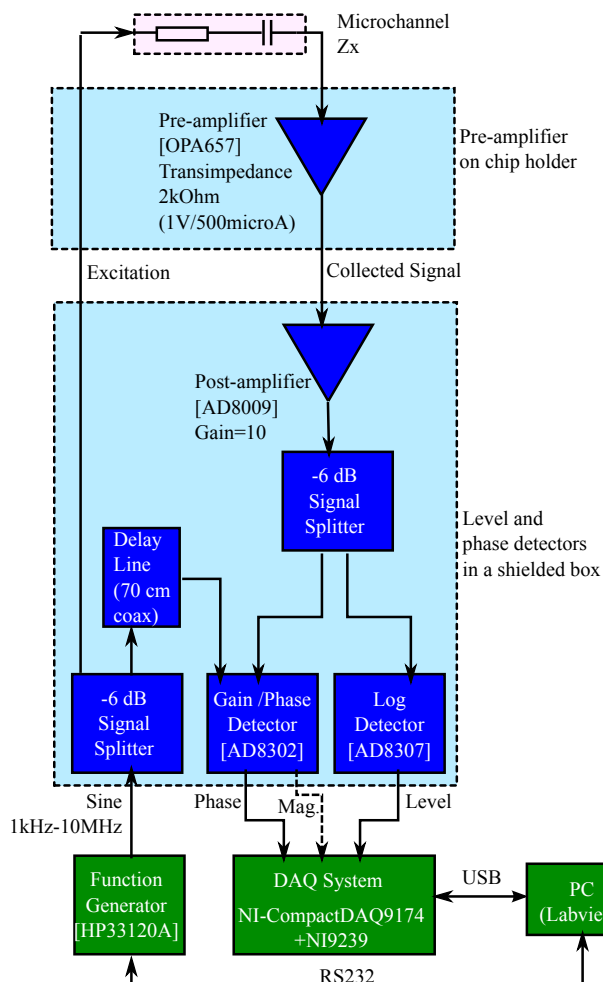 Microchannel
Zx
Pre-amplifier
[OPA657]
Transimpedance
2kOhm
(1V/500microA)
Pre-amplifier
on chip holder
Excitation
Collected Signal
Post-amplifier
[AD8009]
Gain=10
-6 dB
Signal
Splitter
Level and
phase detectors
in a shielded box
Delay
Line
(70 cm
coax)
-6 dB
Signal
Splitter
Gain /Phase
Detector
[AD8302]
Log
Detector
[AD8307]
Sine
1kHz-10MHz
Phase
Mag.
Level
Function
Generator
[HP33120A]
DAQ System
NI-CompactDAQ9174
+NI9239
USB
PC
(Labvie
RS232